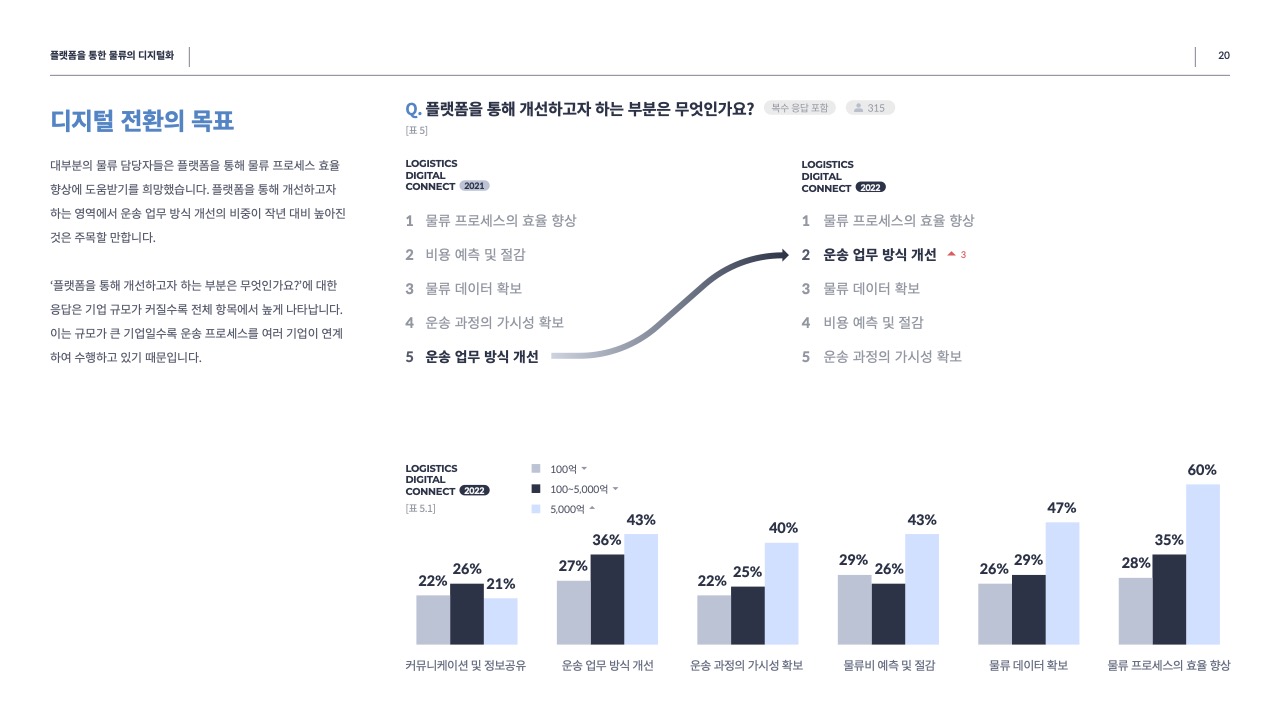 플랫폼을 통한 물류의 디지털화
20
디지털 전환의 목표
대부분의 물류 담당자들은 플랫폼을 통해 물류 프로세스 효율
향상에 도움받기를 희망했습니다. 플랫폼을 통해 개선하고자
하는 영역에서 운송 업무 방식 개선의 비중이 작년 대비 높아진
것은 주목할 만합니다.
‘플랫폼을 통해 개선하고자 하는 부분은 무엇인가요?’에 대한
응답은 기업 규모가 커질수록 전체 항목에서 높게 나타납니다.
이는 규모가 큰 기업일수록 운송 프로세스를 여러 기업이 연계
하여 수행하고 있기 때문입니다.
Q. 플랫폼을 통해 개선하고자 하는 부분은 무엇인가요? 복수 응답 포함 315
[표 5]
LOGISTICS
DIGITAL
CONNECT 2021
1 물류 프로세스의 효율 향상
2 비용 예측 및 절감
3 물류 데이터 확보
4 운송 과정의 가시성 확보
5 운송 업무 방식 개선
LOGISTICS
DIGITAL
CONNECT 2022
1 물류 프로세스의 효율 향상
2 운송 업무 방식 개선 3
3 물류 데이터 확보
4 비용 예측 및 절감
5 운송 과정의 가시성 확보
LOGISTICS
DIGITAL
CONNECT 2022
[표 5.1]
100억
100~5,000억
5,000억
22% 26% 21%
커뮤니케이션 및 정보공유
27% 36% 43%
운송 업무 방식 개선
22% 25% 40%
운송 과정의 가시성 확보
29% 26% 43%
물류비 예측 및 절감
26% 29% 47%
물류 데이터 확보
28% 35% 60%
물류 프로세스의 효율 향상